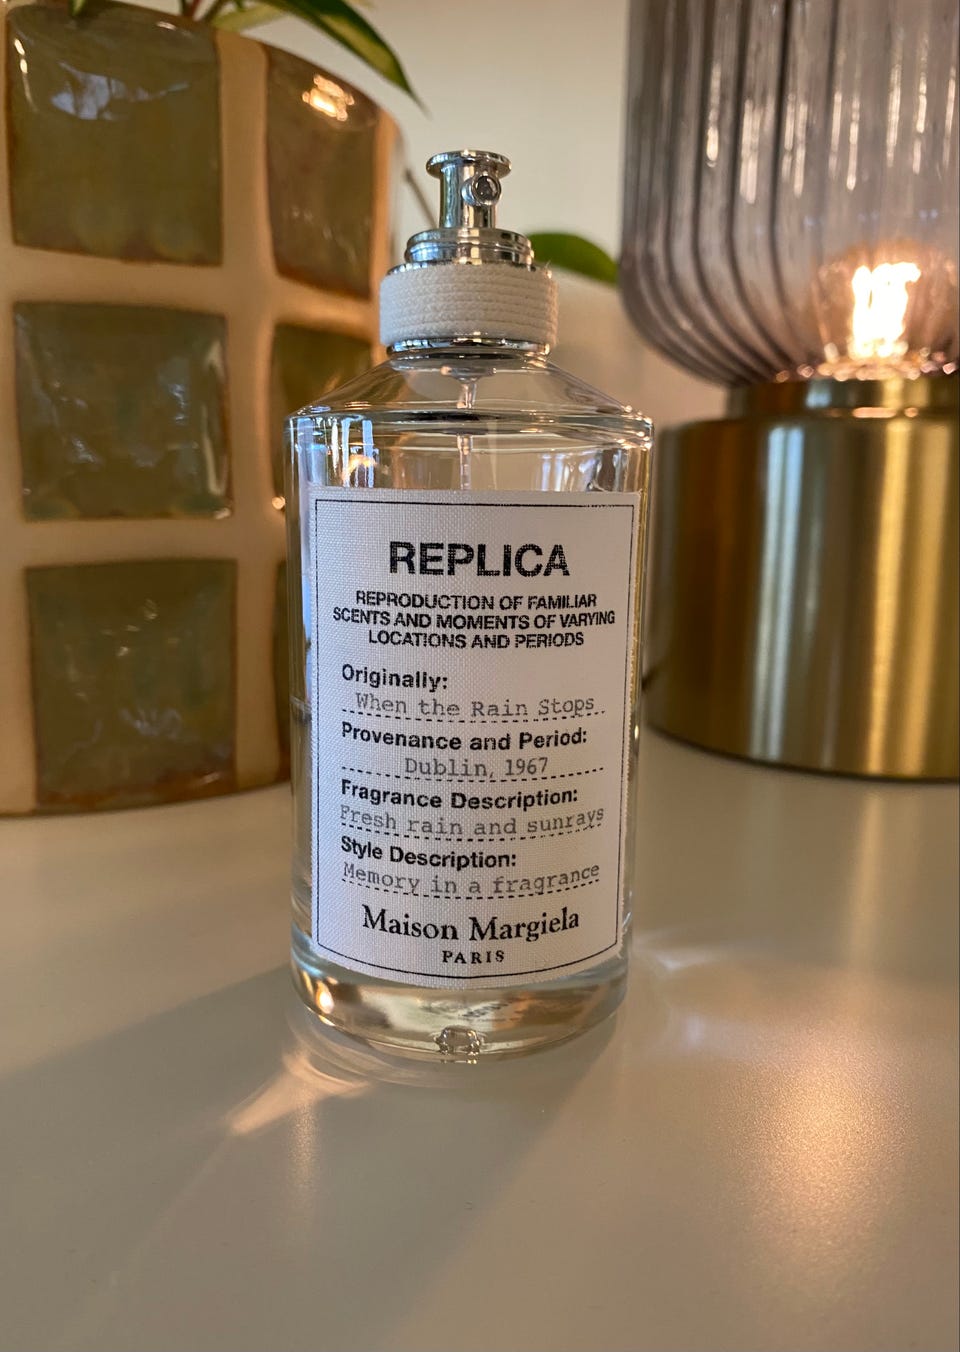 REPLICA
REPRODUCTION OF FAMILIAR
SCENTS AND MOMENTS OF VARYING
LOCATIONS AND PERIODS
Originally:
When the Rain Stops
Provenance and Period:
Dublin, 1967
Fragrance Description:
Fresh rain and sunrays
Style Description:
Memory in a fragrance
Maison Margiela
PARIS